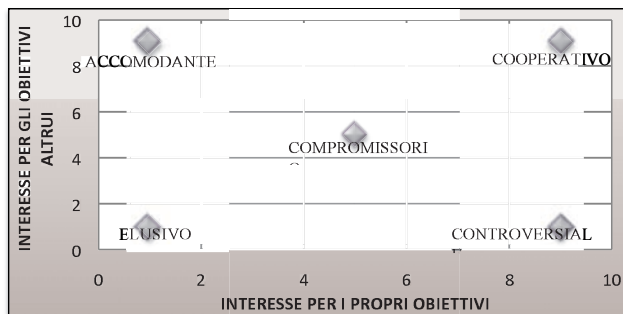 INTERESSE PER GLI OBIETTIVI
ALTRUI
10
8
6
4
2
0
ACCOMODANTE
COOPERATIVO
COMPROMISSORI
ELUSIVO
CONTROVERSIAL
0 2 4 6 8 10
INTERESSE PER I PROPRI OBIETTIVI